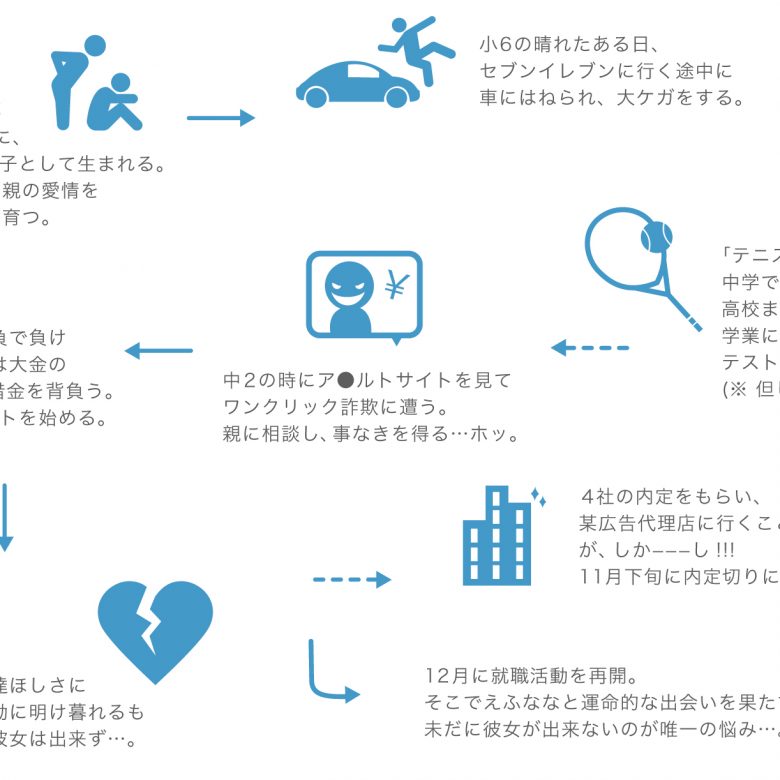 小6の晴れたある日、
セブンイレブンに行く途中に
車にはねられ、大ケガをする。
に、
子として生まれる。
親の愛情を
育つ。
「テニス
中学で
高校ま
学業に
テスト
(※ 但し
¥
中2の時にア●ルトサイトを見て
ワンクリック詐欺に遭う。
親に相談し、事なきを得る…ホッ。
負で負け
は大金の
借金を背負う。
トを始める。
4社の内定をもらい、
某広告代理店に行くこと
が、しか−−−し!!!
11月下旬に内定切りに
達ほしさに
動に明け暮れるも
彼女は出来ず…。
12月に就職活動を再開。
そこでえふななと運命的な出会いを果たす
未だに彼女が出来ないのが唯一の悩み…。